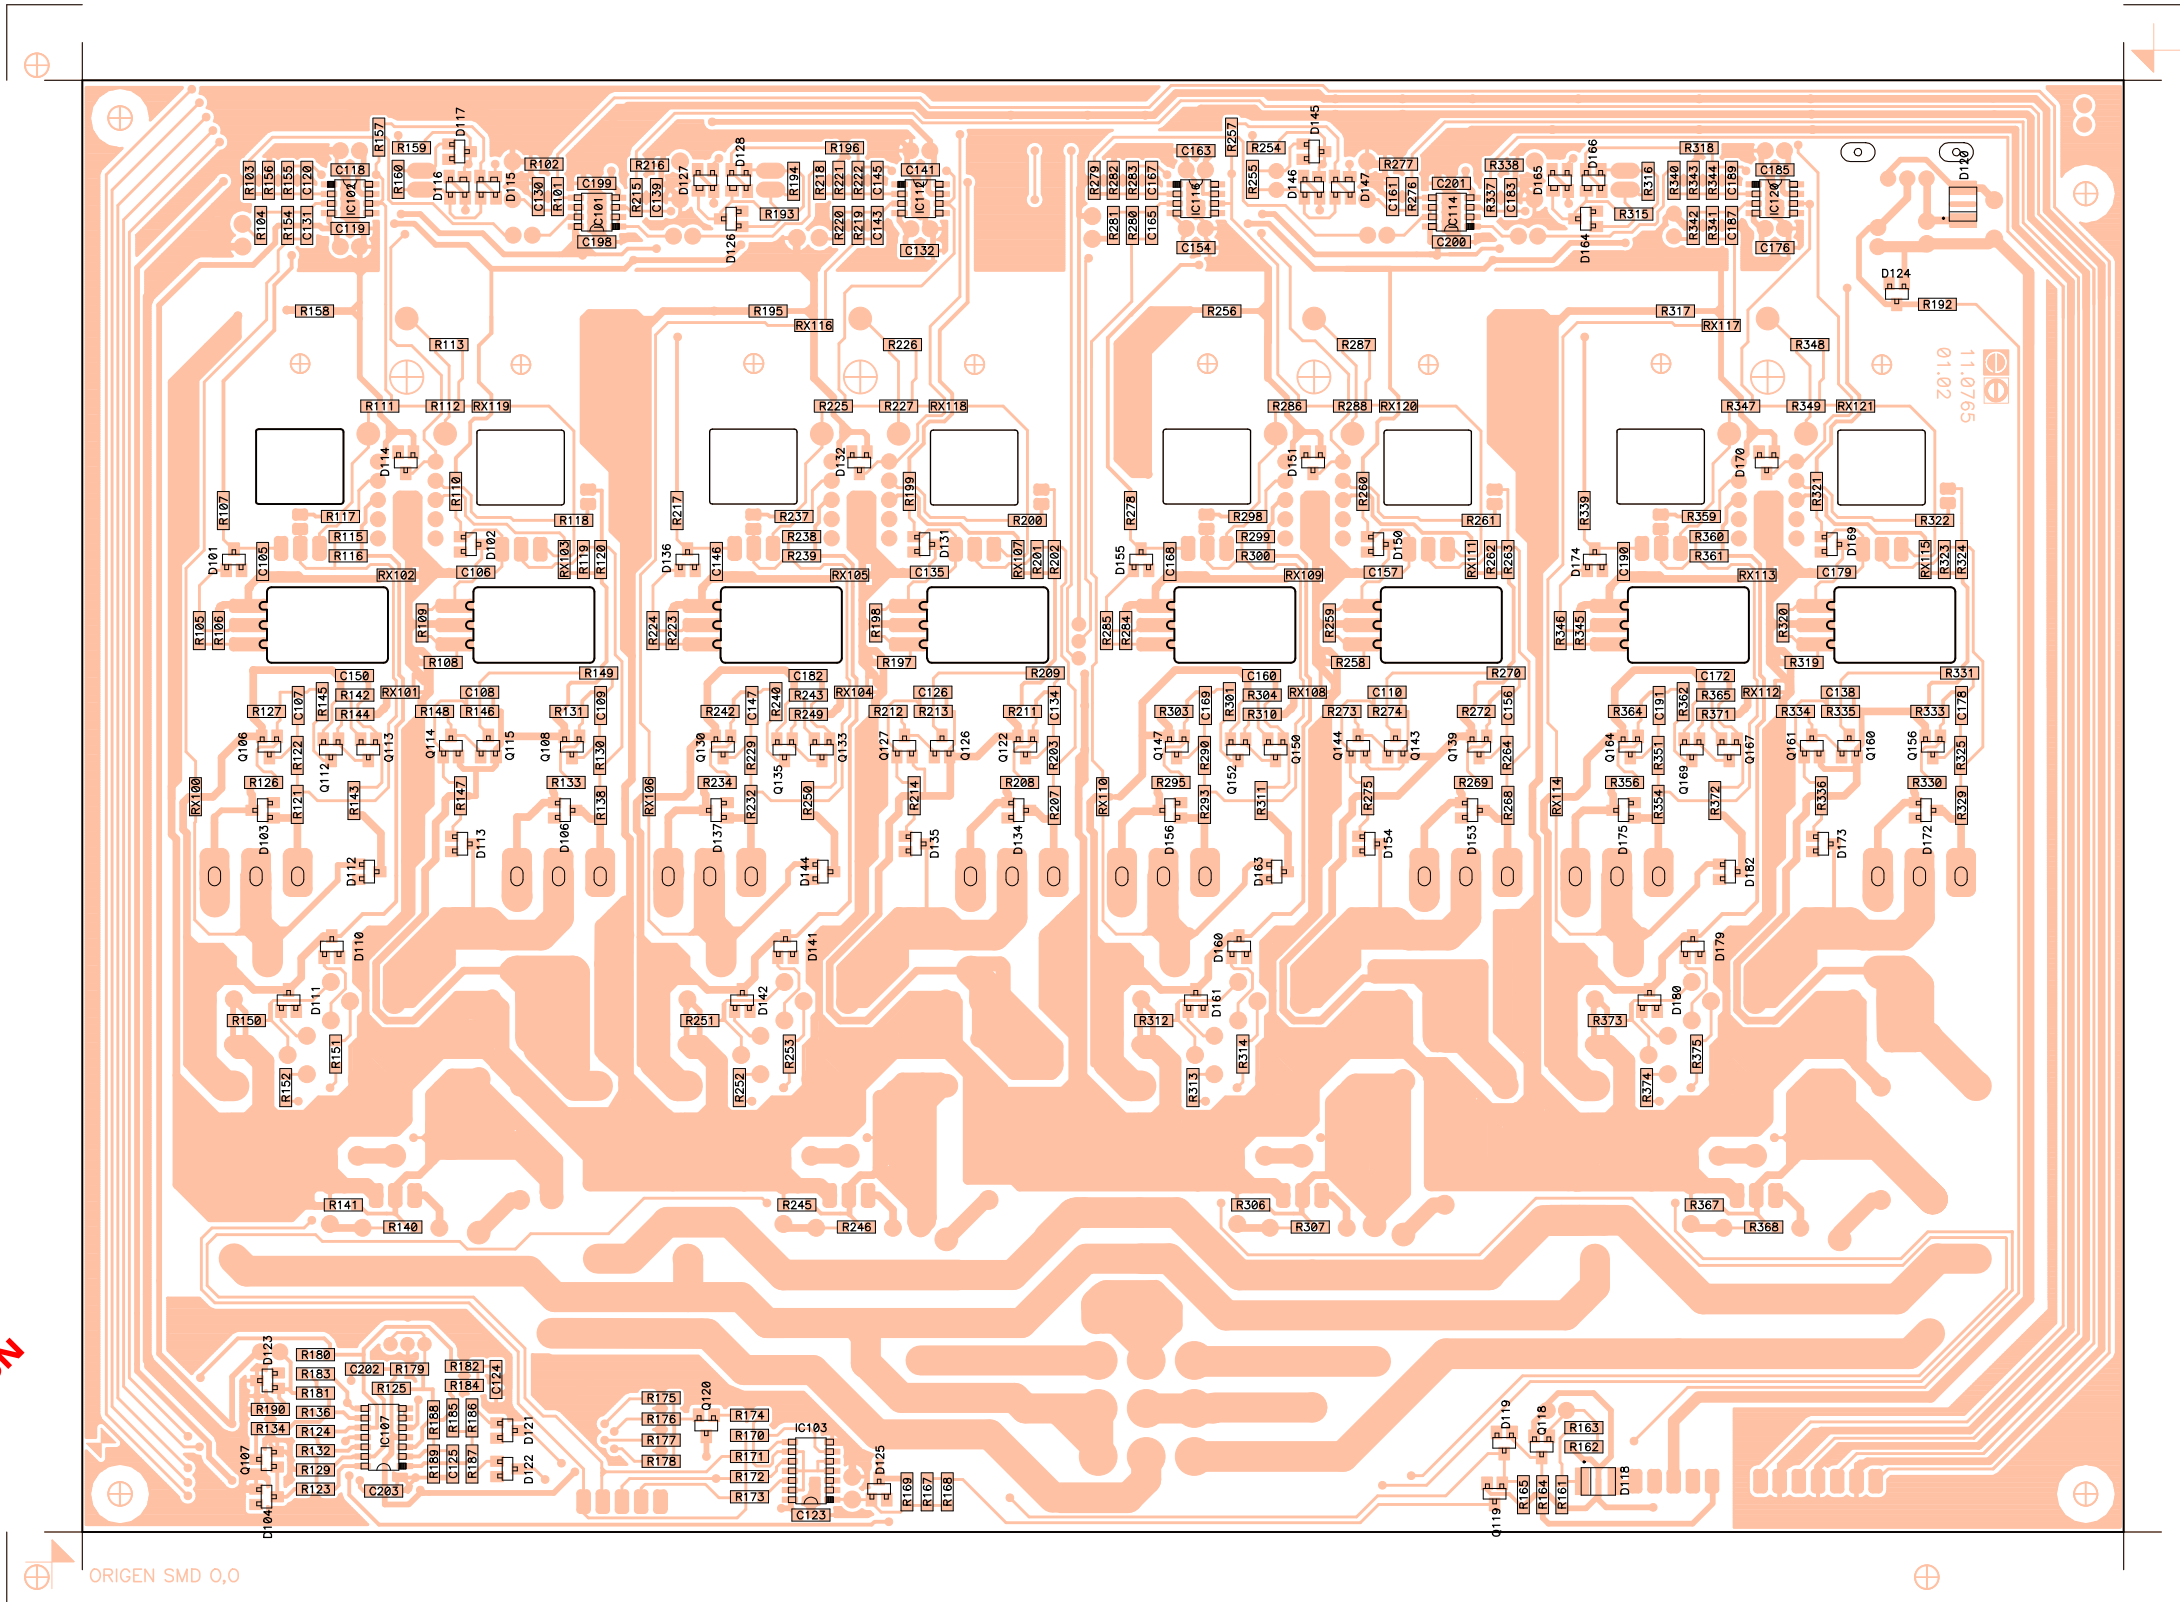 D117
D145
R157
R159
D128
R257
R254
D166
R102
R216
D127
R196
C141
C163
R277
R338
D165
R318
C185
D120
R103
R156
R155
C120
C118
R160
D116
D115
C130
R101
C199
R215
C139
R194
R218
R221
R222
C145
R279
R282
R283
C167
R255
D146
D147
C161
R276
C201
R337
C183
R316
R340
R343
R344
C189
IC102
IC101
IC112
IC116
IC114
IC120
R104
R154
C131
C119
C198
D126
R193
R220
R219
C143
C132
R281
R280
C165
C154
C200
D164
R315
R342
R341
C187
C176
D124
R192
R158
R195
RX116
R256
R317
RX117
R113
R226
R287
R348
11.0765
01.02
R111
R112
RX119
R225
R227
RX118
R286
R288
RX120
R347
R349
RX121
D114
D132
D151
D170
R107
R110
R217
R199
R278
R260
R339
R321
R117
R118
R237
R200
R298
R261
R359
R322
R115
R238
R299
R360
R116
R239
R300
R361
D101
C105
D102
RX103
R119
R120
D136
C146
D131
RX107
R201
R202
D155
C168
D150
RX111
R262
R263
D174
C190
D169
RX115
R323
R324
RX102
C106
RX105
C135
RX109
C157
RX113
C179
R105
R106
R109
R224
R223
R198
R285
R284
R259
R346
R345
R320
R108
R149
R197
R209
R258
R270
R319
R331
C150
C182
C160
C172
R145
R142
RX101
C108
R240
R243
RX104
C126
R301
R304
RX108
C110
R362
R365
RX112
C138
R127
C107
R144
R148
R146
R131
C109
R242
C147
R249
R212
R213
R211
C134
R303
C169
R310
R273
R274
R272
C156
R364
C191
R371
R334
R335
R333
C178
Q106
R122
Q112
Q113
Q114
Q115
Q108
R130
Q130
R229
Q135
Q133
Q127
Q126
Q122
R203
Q147
R290
Q152
Q150
Q144
Q143
Q139
R264
Q164
R351
Q169
Q167
Q161
Q160
Q156
R325
RX100
R126
R121
R143
R147
R133
R138
RX106
R234
R232
R250
R214
R208
R207
RX110
R295
R293
R311
R275
R269
R268
RX114
R356
R354
R372
R336
R330
R329
D103
D112
D113
D106
D137
D144
D135
D134
D156
D163
D154
D153
D175
D182
D173
D172
D110
D141
D160
D179
D111
D142
D161
D180
R150
R251
R312
R373
R151
R253
R314
R375
R152
R252
R313
R374
R141
R245
R306
R367
R140
R246
R307
R368
N
D123
R180
R183
R181
R190
R136
R134
R124
R132
R129
R123
Q107
D104
C202
R179
R125
IC107
C203
R182
R184
C124
R188
R185
R186
R189
C125
R187
D121
D122
R175
R176
R177
R178
Q120
R174
R170
R171
R172
R173
IC103
C123
D125
R169
R167
R168
D119
Q118
R163
R162
Q119
R165
R164
R161
D118
ORIGEN SMD 0,0